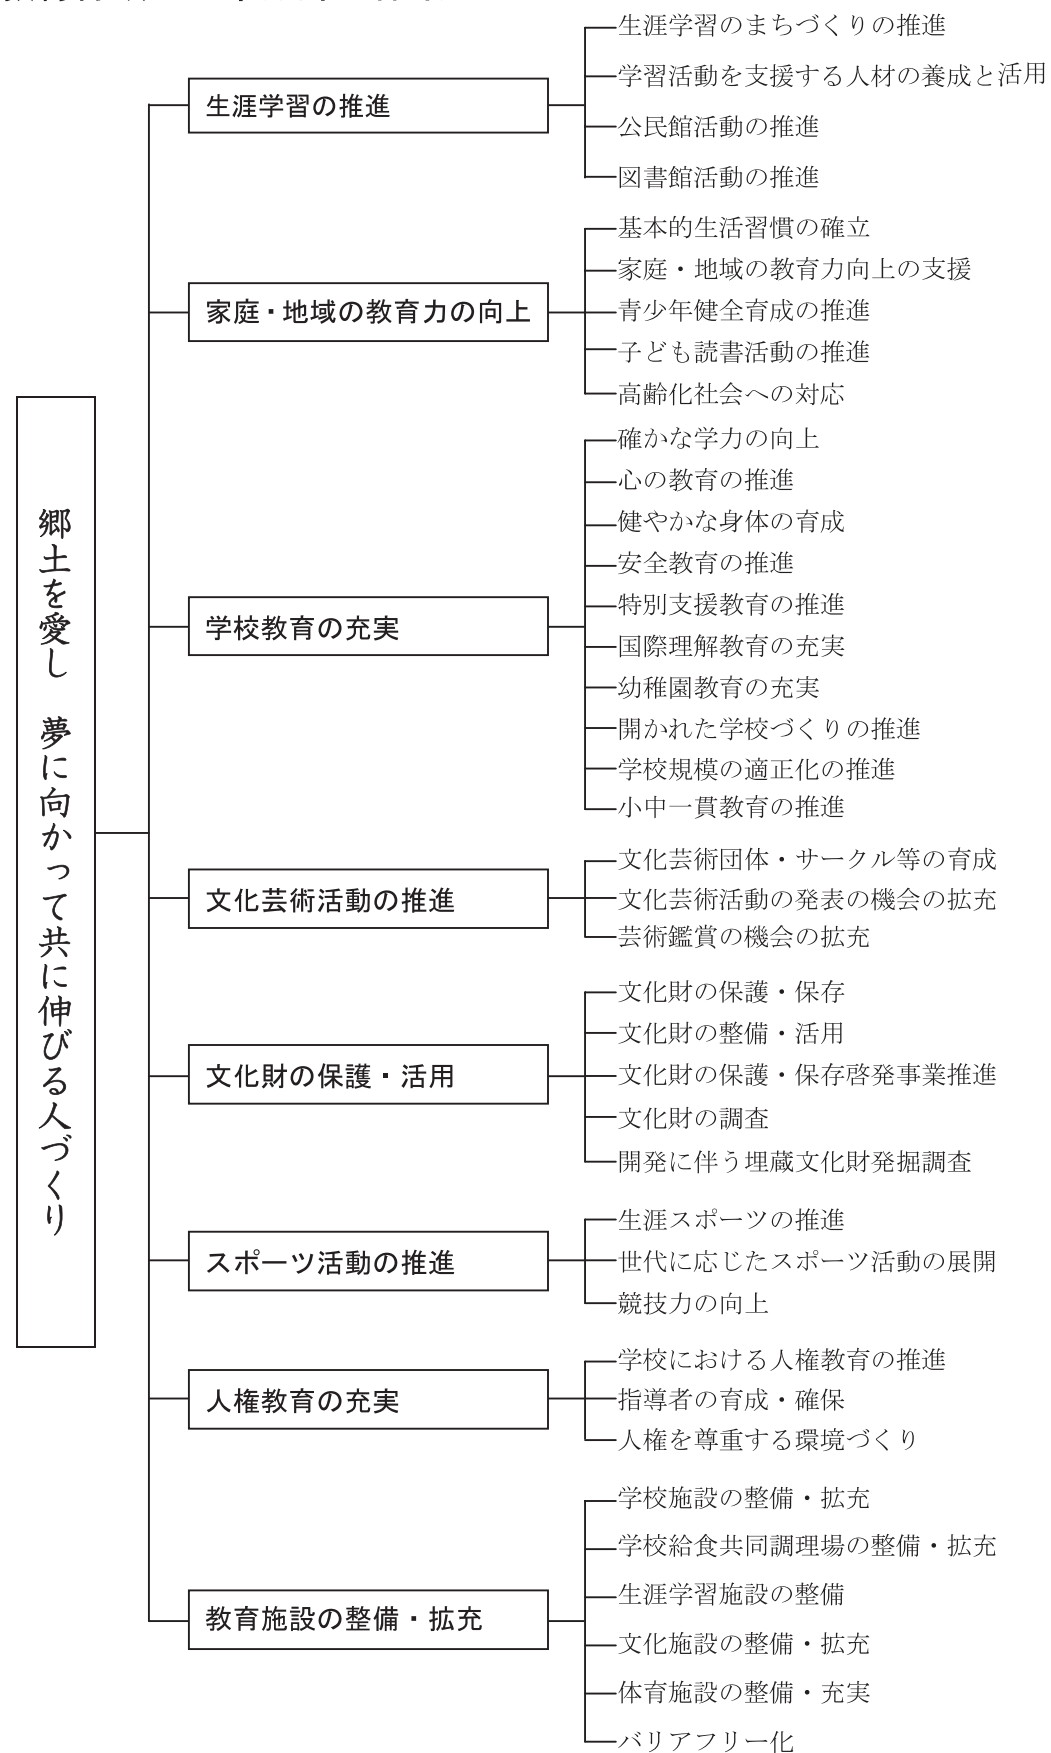 郷土を愛し　夢に向かって共に伸びる人づくり
生涯学習の推進
生涯学習のまちづくりの推進
学習活動を支援する人材の養成と活用
公民館活動の推進
図書館活動の推進
家庭・地域の教育力の向上
基本的生活習慣の確立
家庭・地域の教育力向上の支援
青少年健全育成の推進
子ども読書活動の推進
高齢化社会への対応
学校教育の充実
確かな学力の向上
心の教育の推進
健やかな身体の育成
安全教育の推進
特別支援教育の推進
国際理解教育の充実
幼稚園教育の充実
開かれた学校づくりの推進
学校規模の適正化の推進
小中一貫教育の推進
文化芸術活動の推進
文化芸術団体・サークル等の育成
文化芸術活動の発表の機会の拡充
芸術鑑賞の機会の拡充
文化財の保護・活用
文化財の保護・保存
文化財の整備・活用
文化財の保護・保存啓発事業推進
文化財の調査
開発に伴う埋蔵文化財発掘調査
スポーツ活動の推進
生涯スポーツの推進
世代に応じたスポーツ活動の展開
競技力の向上
人権教育の充実
学校における人権教育の推進
指導者の育成・確保
人権を尊重する環境づくり
教育施設の整備・拡充
学校施設の整備・拡充
学校給食共同調理場の整備・拡充
生涯学習施設の整備
文化施設の整備・拡充
体育施設の整備・充実
バリアフリー化